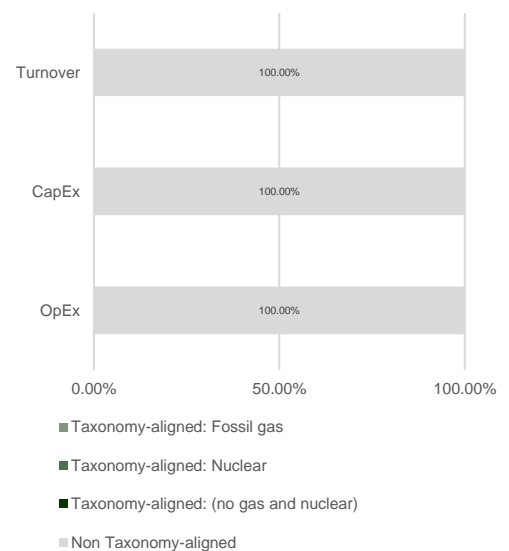 Turnover
100.00%
CapEx
100.00%
OpEx
100.00%
0.00% 50.00% 100.00%
Taxonomy-aligned: Fossil gas
Taxonomy-aligned: Nuclear
Taxonomy-aligned: (no gas and nuclear)
Non Taxonomy-aligned